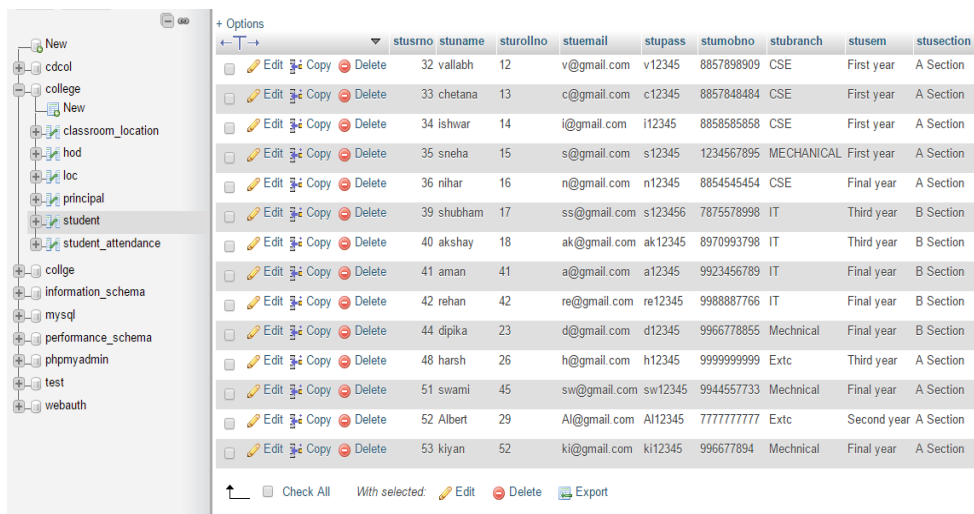 New
cdcol
college
New
classroom_location
hod
loc
principal
student
student_attendance
collge
information_schema
mysql
performance_schema
phpmyadmin
test
webauth
+ Options
←T→ ▼ stusrno stuname sturollno stuemail stupass stumobno stubranch stusem stusection
Edit Copy Delete 32 vallabh 12 v@gmail.com v12345 8857898909 CSE First year A Section
Edit Copy Delete 33 chetana 13 c@gmail.com c12345 8857848484 CSE First year A Section
Edit Copy Delete 34 ishwar 14 i@gmail.com i12345 8858585858 CSE First year A Section
Edit Copy Delete 35 sneha 15 s@gmail.com s12345 1234567895 MECHANICAL First year A Section
Edit Copy Delete 36 nihar 16 n@gmail.com n12345 8854545454 CSE Final year A Section
Edit Copy Delete 39 shubham 17 ss@gmail.com s123456 7875578998 IT Third year B Section
Edit Copy Delete 40 akshay 18 ak@gmail.com ak12345 8970993798 IT Third year B Section
Edit Copy Delete 41 aman 41 a@gmail.com a12345 9923456789 IT Final year B Section
Edit Copy Delete 42 rehan 42 re@gmail.com re12345 9988887766 IT Final year B Section
Edit Copy Delete 44 dipika 23 d@gmail.com d12345 9966778855 Mechnical Final year B Section
Edit Copy Delete 48 harsh 26 h@gmail.com h12345 9999999999 Extc Third year A Section
Edit Copy Delete 51 swami 45 sw@gmail.com sw12345 9944557733 Mechnical Final year A Section
Edit Copy Delete 52 Albert 29 Al@gmail.com Al12345 7777777777 Extc Second year A Section
Edit Copy Delete 53 kiyan 52 ki@gmail.com ki12345 996677894 Mechnical Final year A Section
Check All With selected: Edit Delete Export